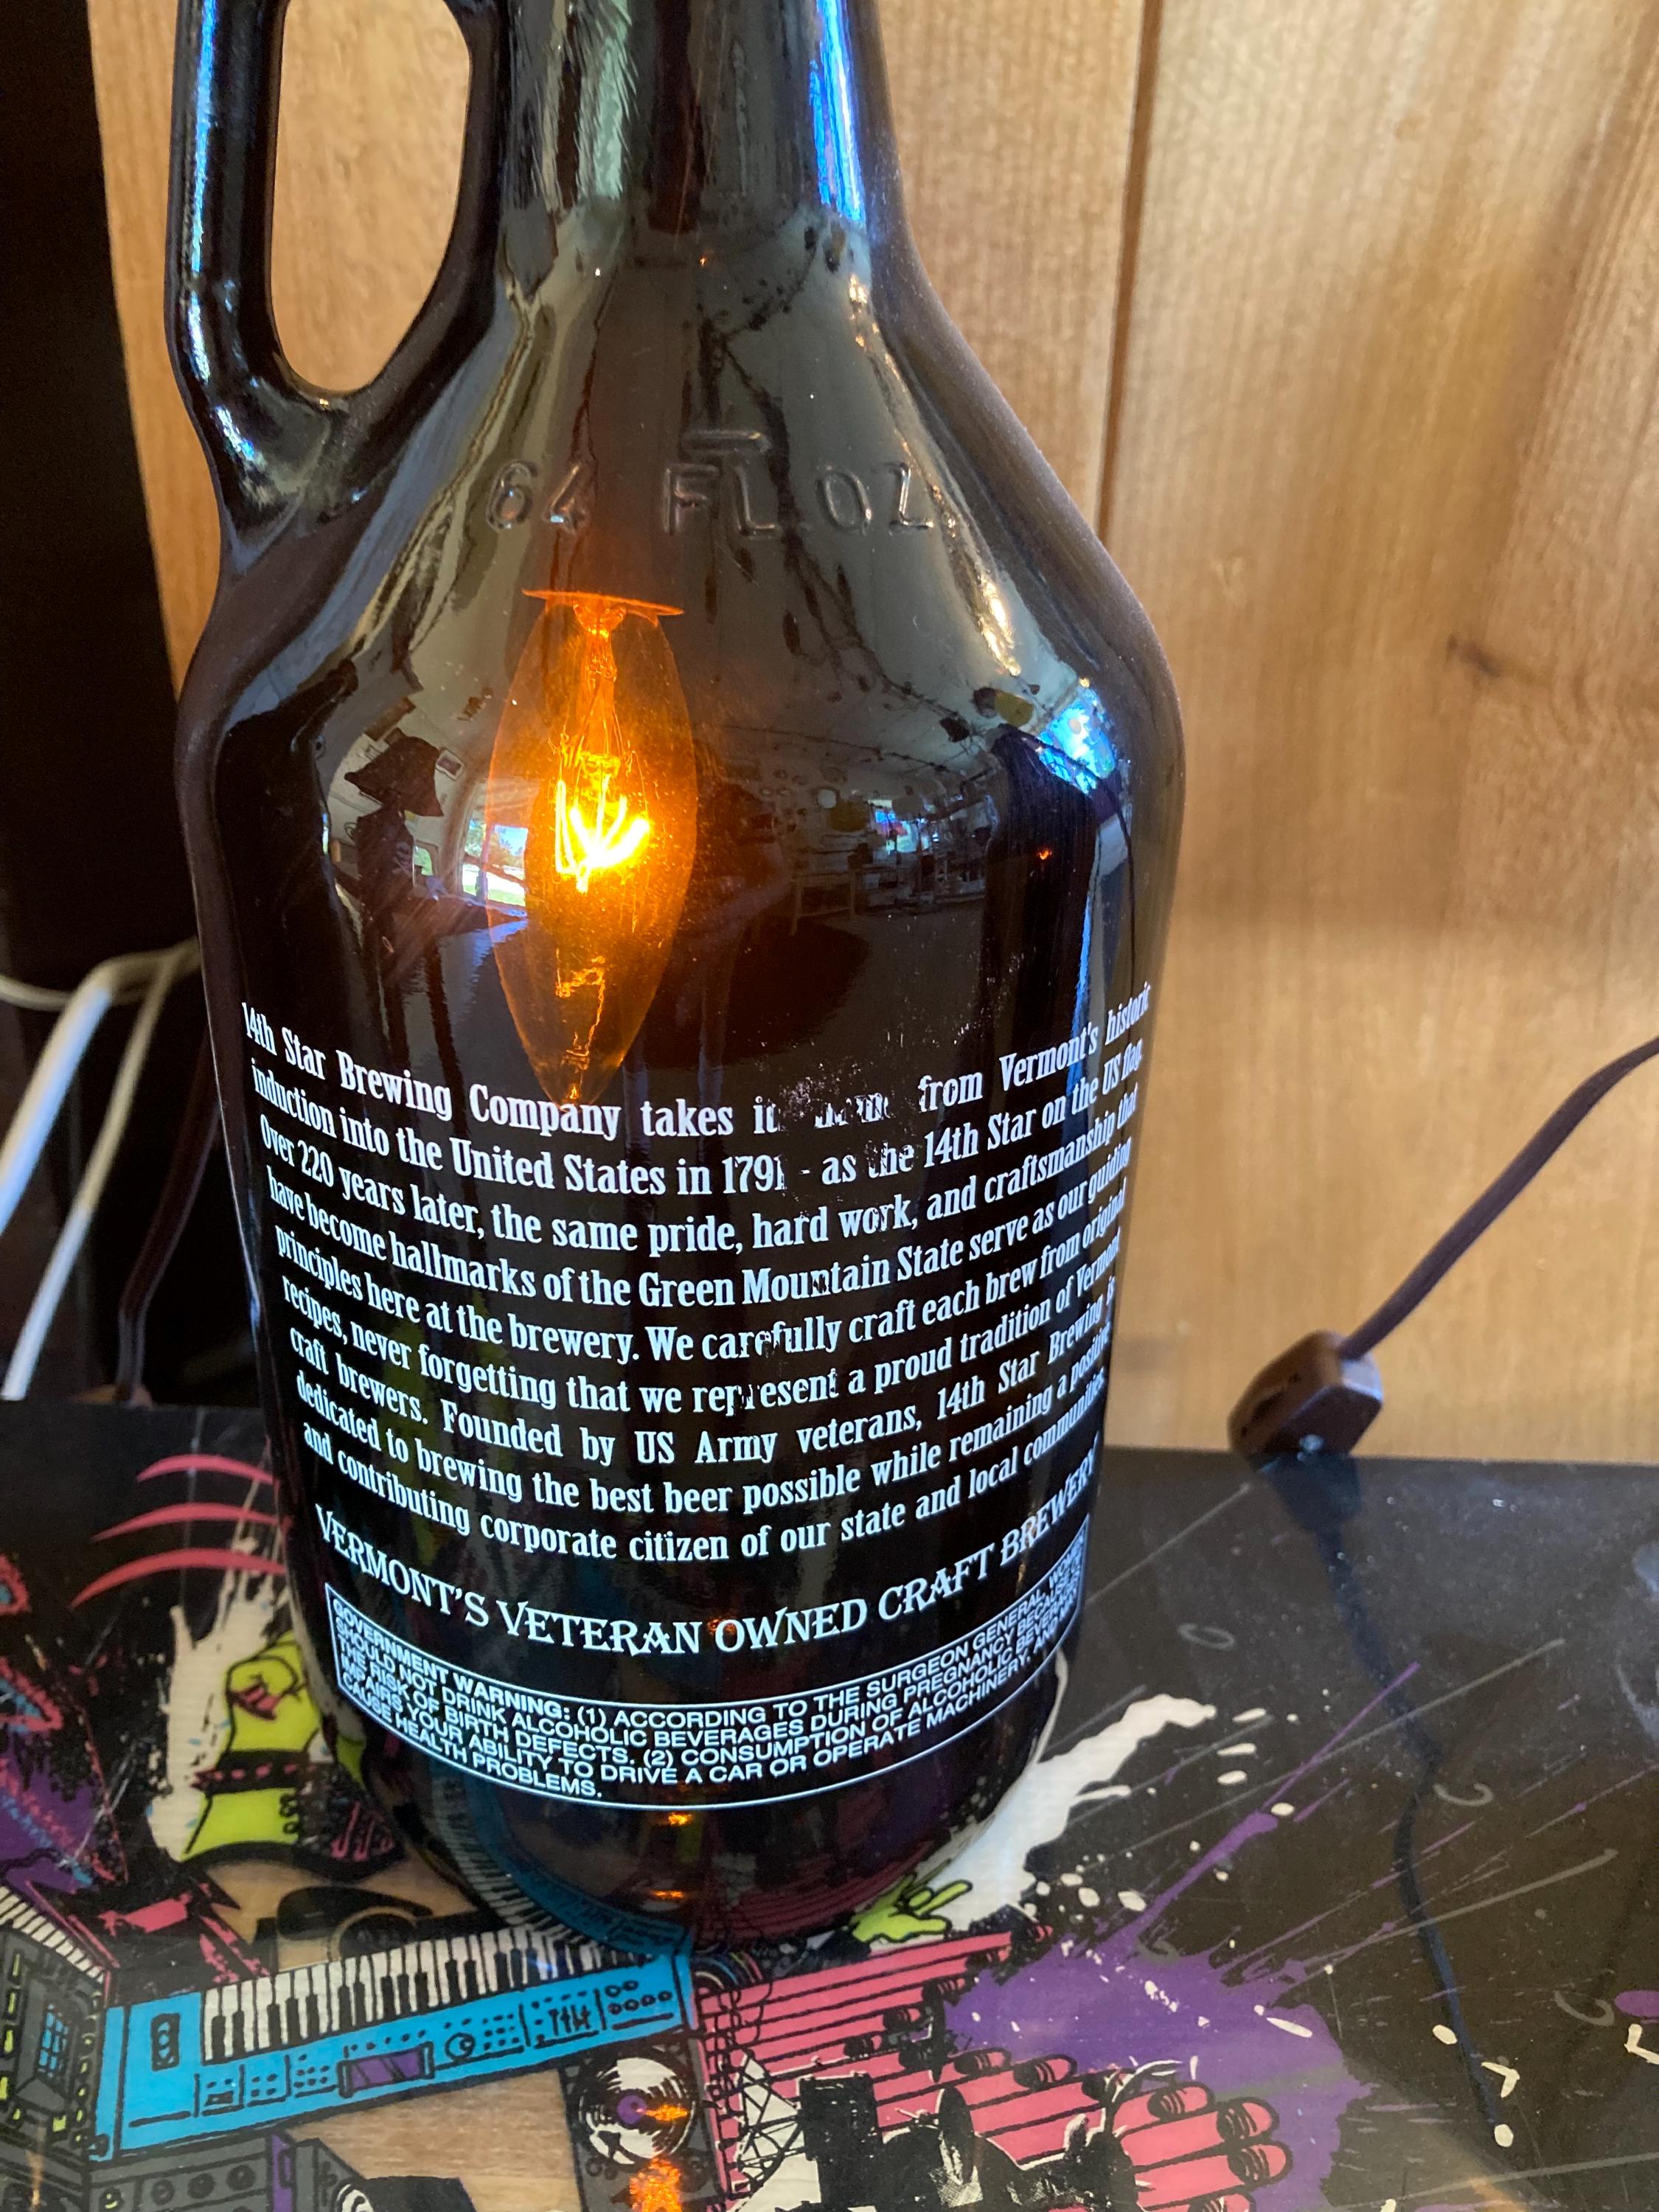 64 FL. OZ.
14th Star Brewing Company takes from Vermont's historic
induction into the United States in 1791 - as the 14th Star on the US flag.
Over 220 years later, the same pride, hard work, and craftsmanship that
have become hallmarks of the Green Mountain State serve as our guiding
principles here at the brewery. We carefully craft each brew from original
recipes, never forgetting that we represent a proud tradition of Vermont
craft brewers. Founded by US Army veterans, 14th Star Brewing is
dedicated to brewing the best beer possible while remaining a positive
and contributing corporate citizen of our state and local communities.
VERMONT'S VETERAN OWNED CRAFT BREWERY
GOVERNMENT WARNING: (1) ACCORDING TO THE SURGEON GENERAL, WOMEN
SHOULD NOT DRINK ALCOHOLIC BEVERAGES DURING PREGNANCY BECAUSE OF
THE RISK OF BIRTH DEFECTS. (2) CONSUMPTION OF ALCOHOLIC BEVERAGES
IMPAIRS YOUR ABILITY TO DRIVE A CAR OR OPERATE MACHINERY, AND MAY
CAUSE HEALTH PROBLEMS.